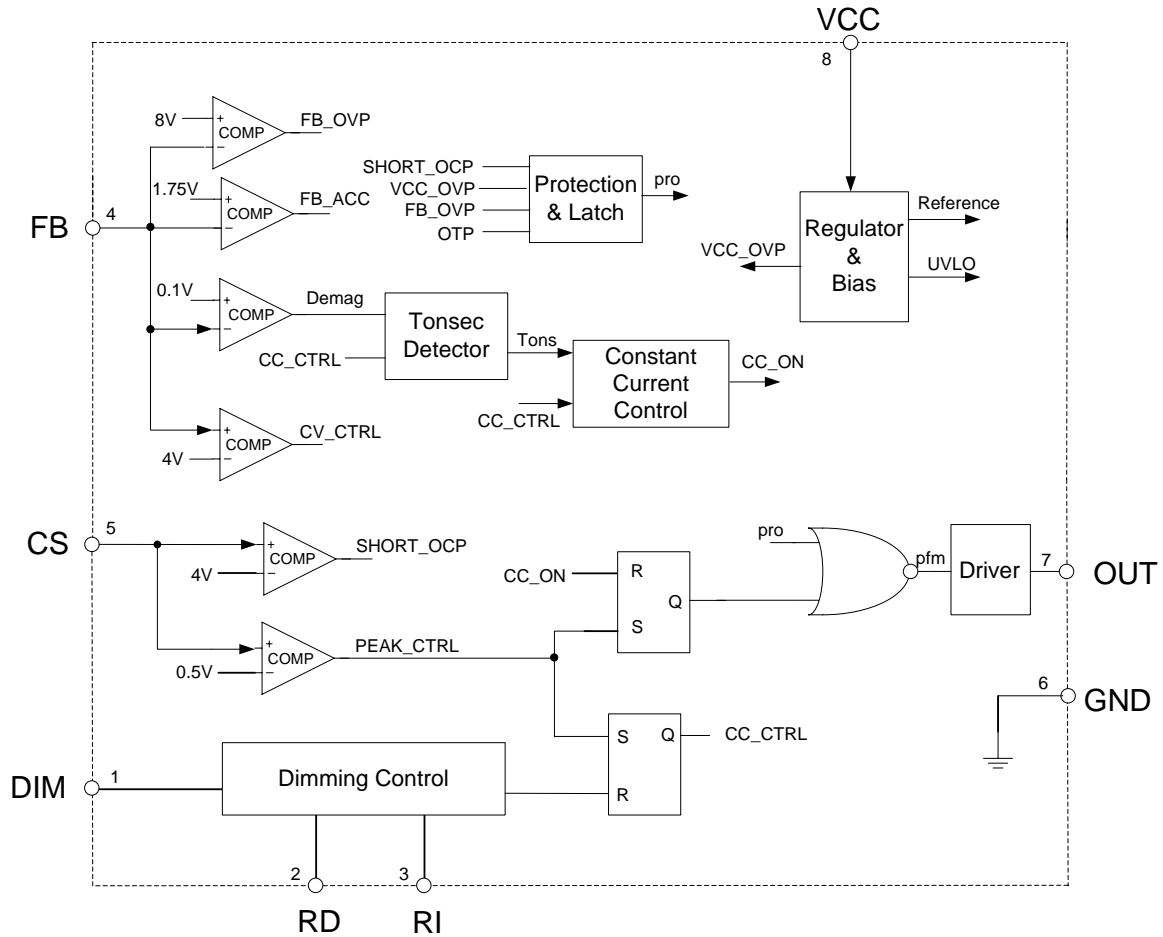 VCC
8
8V
+
−
COMP
FB_OVP
1.75V
+
−
COMP
FB_ACC
FB
4
SHORT_OCP
VCC_OVP
FB_OVP
OTP
Protection
& Latch
pro
Regulator
&
Bias
Reference
UVLO
VCC_OVP
0.1V
+
−
COMP
Demag
CC_CTRL
Tonsec
Detector
Tons
CC_CTRL
Constant
Current
Control
CC_ON
+
−
COMP
4V
CV_CTRL
CS
5
+
−
COMP
4V
SHORT_OCP
+
−
COMP
0.5V
PEAK_CTRL
CC_ON
R
S
Q
pro
pfm
Driver
7
OUT
6
GND
S
R
Q
CC_CTRL
DIM
1
Dimming Control
2
3
RD
RI